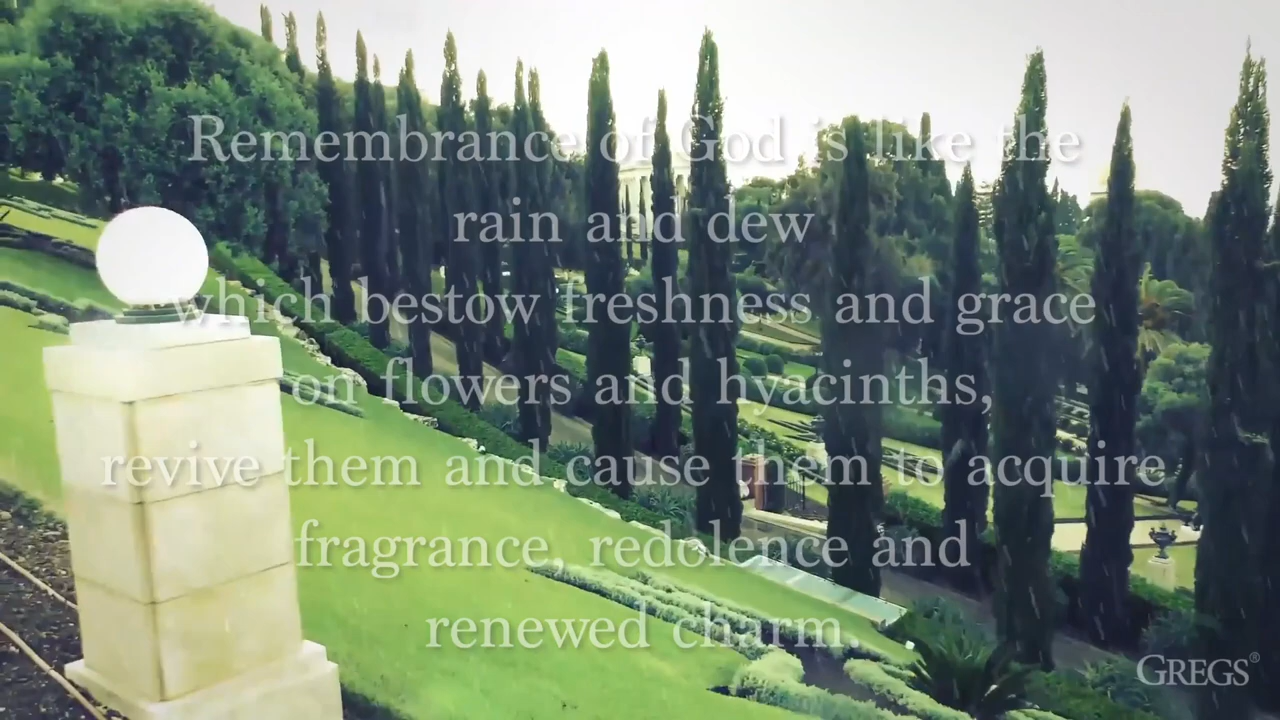 Remembrance of God is like the
rain and dew
which bestow freshness and grace
on flowers and hyacinths,
revive them and cause them to acquire
fragrance, redolence and
renewed charm
GREGS®